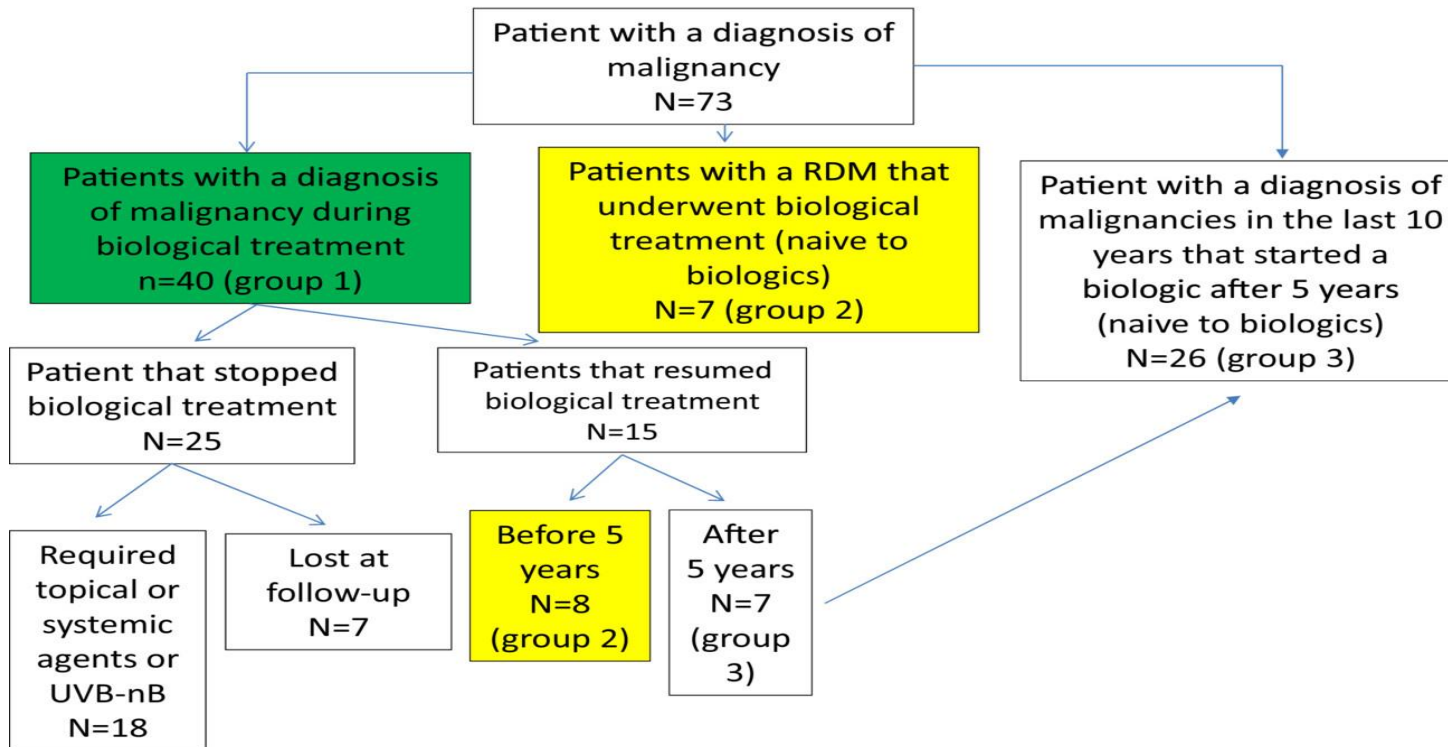 Patient with a diagnosis of
malignancy
N=73
Patients with a diagnosis
of malignancy during
biological treatment
n=40 (group 1)
Patients with a RDM that
underwent biological
treatment (naive to
biologics)
N=7 (group 2)
Patient with a diagnosis of
malignancies in the last 10
years that started a
biologic after 5 years
(naive to biologics)
N=26 (group 3)
Patient that stopped
biological treatment
N=25
Patients that resumed
biological treatment
N=15
Required
topical or
systemic
agents or
UVB-nB
N=18
Lost at
follow-up
N=7
Before 5
years
N=8
(group 2)
After
5 years
N=7
(group
3)